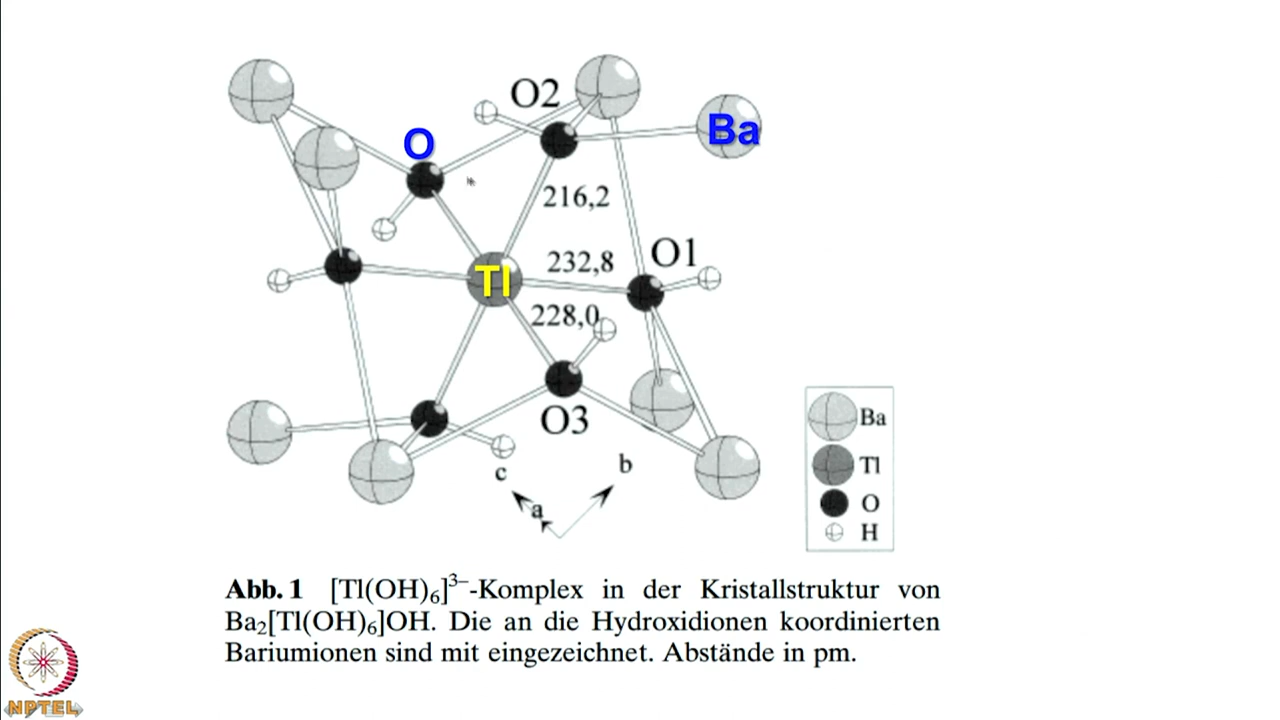 O2
O
Ba
216,2
Tl
232,8
O1
228,0
O3
c
b
a
Ba
Tl
O
H
Abb. 1 [Tl(OH)₆]³⁻-Komplex in der Kristallstruktur von
Ba₂[Tl(OH)₆]OH. Die an die Hydroxidionen koordinierten
Bariumionen sind mit eingezeichnet. Abstände in pm.
NPTEL